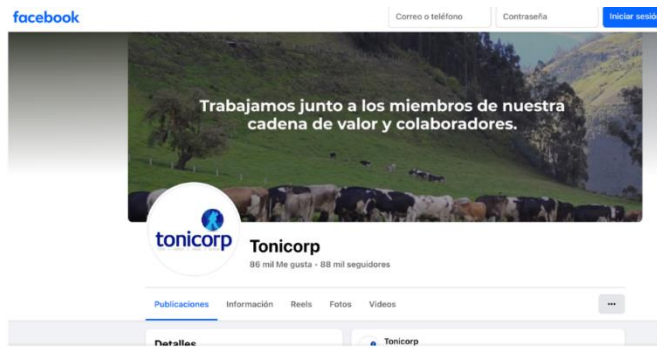 facebook
Correo o teléfono
Contraseña
Iniciar sesió
Trabajamos junto a los miembros de nuestra
cadena de valor y colaboradores.
tonicorp
Tonicorp
86 mil Me gusta • 88 mil seguidores
Publicaciones Información Reels Fotos Videos
Detalles
Tonicorp